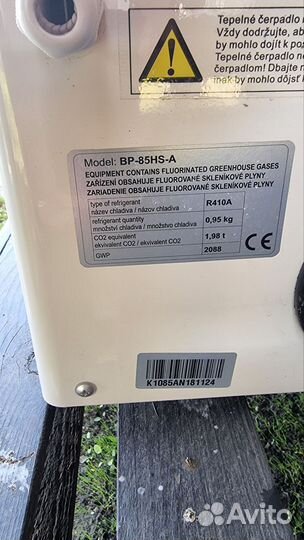 Tepelné čerpadlo
Vždy dodržujte, ab
by mohlo dojít k po
Tepelné čerpadlo ne
čerpadlom! Dbajte n
inak by mohlo dôjsť k
Model: BP-85HS-A
EQUIPMENT CONTAINS FLUORINATED GREENHOUSE GASES
ZAŘÍZENÍ OBSAHUJE FLUOROVANÉ SKLENÍKOVÉ PLYNY
ZARIADENIE OBSAHUJE FLUOROVANÉ SKLENÍKOVÉ PLYNY
type of refrigerant
název chladiva / názov chladiva
R410A
refrigerant quantity
množství chladiva / množstvo chladiva
0,95 kg
CO2 equivalent
ekvivalent CO2 / ekvivalent CO2
1,98 t
GWP
2088
CE
K1085AN181124
Avito